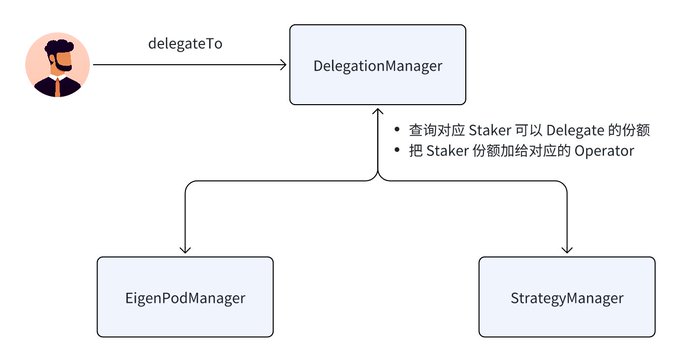 delegateTo
DelegationManager
• 查询对应 Staker 可以 Delegate 的份额
• 把 Staker 份额加给对应的 Operator
EigenPodManager
StrategyManager